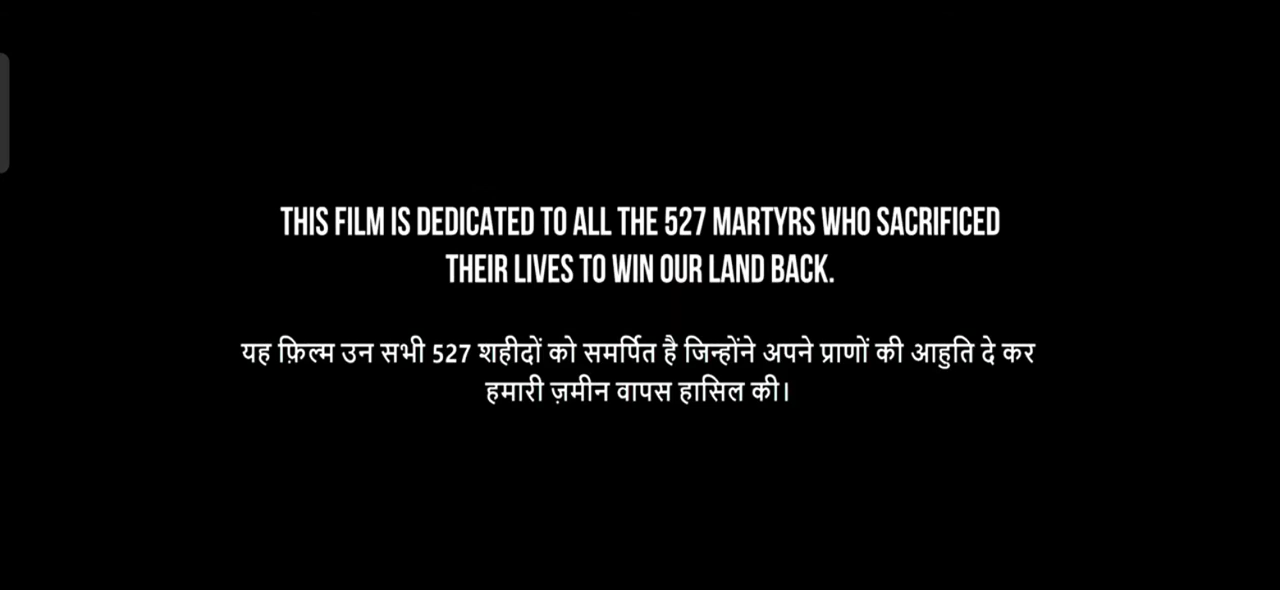 THIS FILM IS DEDICATED TO ALL THE 527 MARTYRS WHO SACRIFICED
THEIR LIVES TO WIN OUR LAND BACK.
यह फ़िल्म उन सभी 527 शहीदों को समर्पित है जिन्होंने अपने प्राणों की आहुति दे कर
हमारी ज़मीन वापस हासिल की।